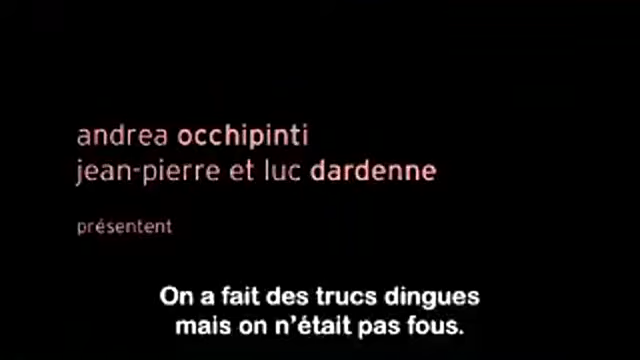 andrea occhipinti
jean-pierre et luc dardenne
présentent
On a fait des trucs dingues
mais on n'était pas fous.